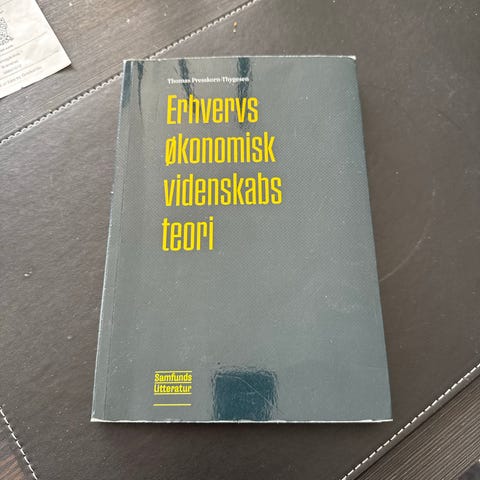 Thomas Presskorn-Thygesen
Erhvervs
økonomisk
videnskabs
teori
Samfunds
Litteratur